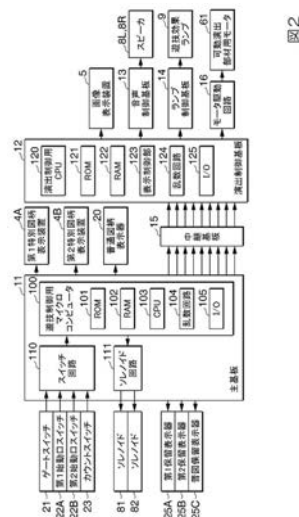 図2
21 ゲートスイッチ
22A 第1始動口スイッチ
22B 第2始動口スイッチ
23 カウントスイッチ
81 ソレノイド
82 ソレノイド
25A 第1保留表示器
25B 第2保留表示器
25C 普図保留表示器
主基板 11
110 スイッチ回路
111 ソレノイド回路
100 遊技制御用マイクロコンピュータ
101 ROM
102 RAM
103 CPU
104 乱数回路
105 I/O
4A 第1特別図柄表示装置
4B 第2特別図柄表示装置
20 普通図柄表示器
15 中継基板
演出制御基板 12
120 演出制御用CPU
121 ROM
122 RAM
123 表示制御部
124 乱数回路
125 I/O
5 画像表示装置
13 音声制御基板
8L,8R スピーカ
14 ランプ制御基板
9 遊技効果ランプ
16 モータ駆動回路
61 可動演出部材用モータ